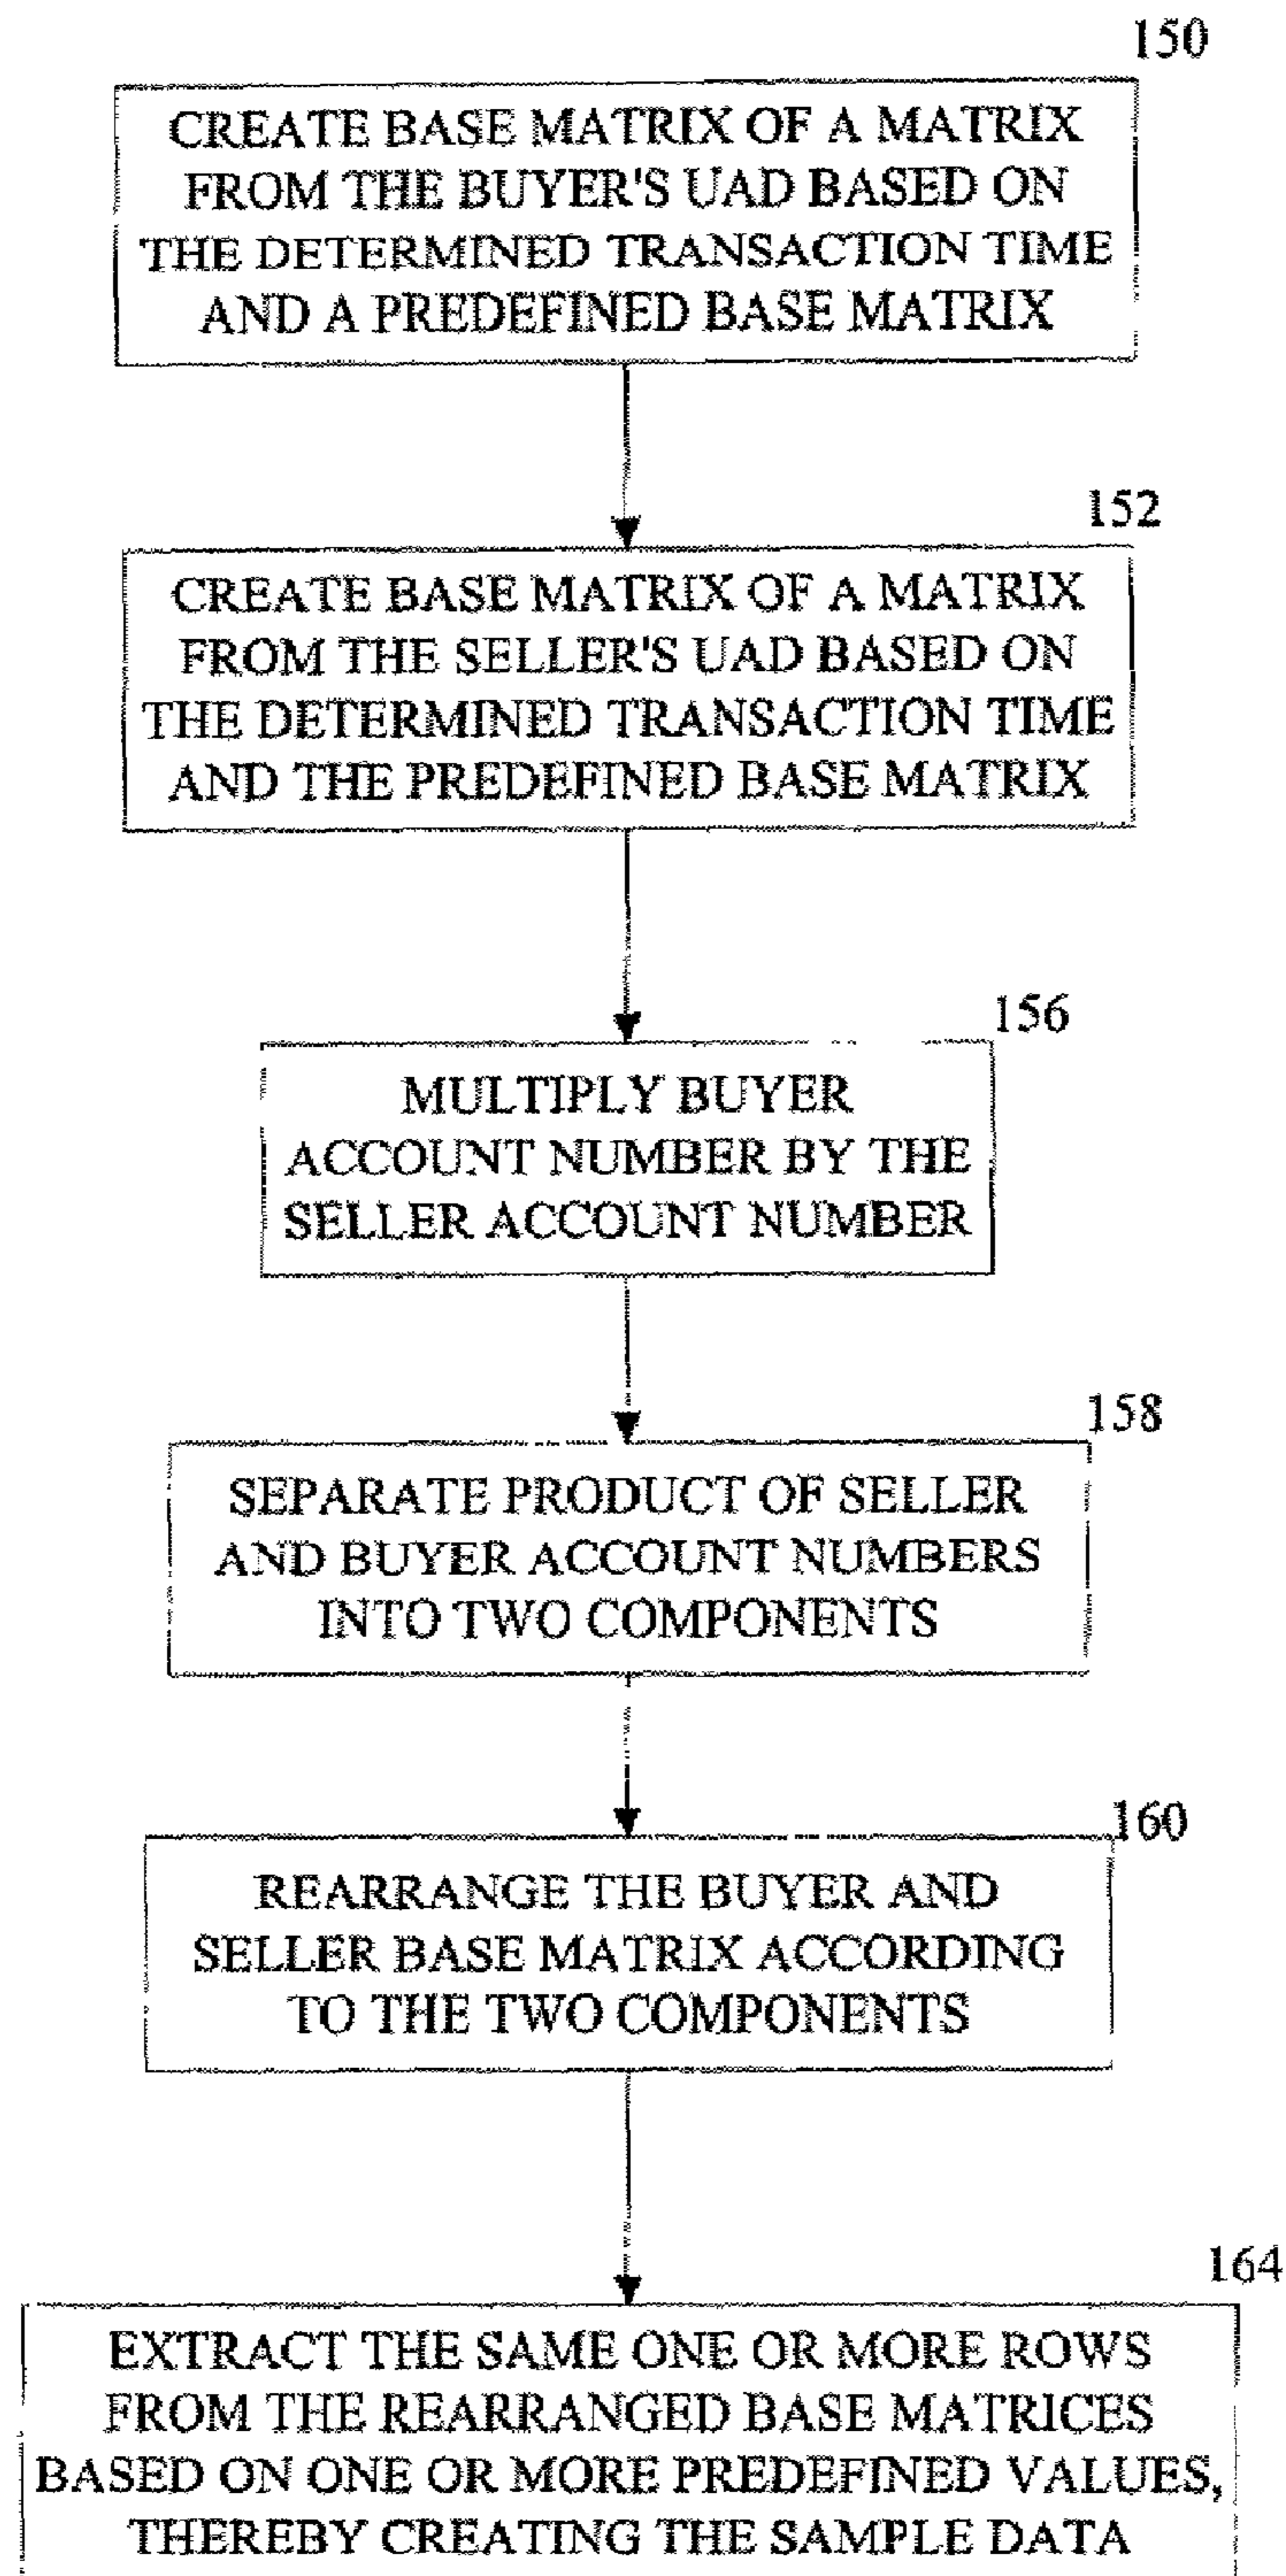 150
CREATE BASE MATRIX OF A MATRIX
FROM THE BUYER'S UAD BASED ON
THE DETERMINED TRANSACTION TIME
AND A PREDEFINED BASE MATRIX
152
CREATE BASE MATRIX OF A MATRIX
FROM THE SELLER'S UAD BASED ON
THE DETERMINED TRANSACTION TIME
AND THE PREDEFINED BASE MATRIX
156
MULTIPLY BUYER
ACCOUNT NUMBER BY THE
SELLER ACCOUNT NUMBER
158
SEPARATE PRODUCT OF SELLER
AND BUYER ACCOUNT NUMBERS
INTO TWO COMPONENTS
160
REARRANGE THE BUYER AND
SELLER BASE MATRIX ACCORDING
TO THE TWO COMPONENTS
164
EXTRACT THE SAME ONE OR MORE ROWS
FROM THE REARRANGED BASE MATRICES
BASED ON ONE OR MORE PREDEFINED VALUES,
THEREBY CREATING THE SAMPLE DATA